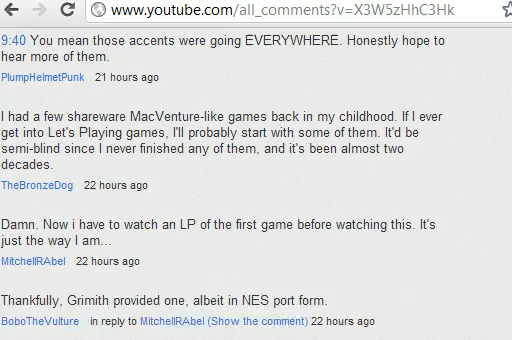 www.youtube.com/all_comments?v=X3W5zHhC3Hk
9:40 You mean those accents were going EVERYWHERE. Honestly hope to
hear more of them.
PlumpHelmetPunk 21 hours ago
I had a few shareware MacVenture-like games back in my childhood. If I ever
get into Let's Playing games, I'll probably start with some of them. It'd be
semi-blind since I never finished any of them, and it's been almost two
decades.
TheBronzeDog 22 hours ago
Damn. Now i have to watch an LP of the first game before watching this. It's
just the way I am...
MitchellRAbel 22 hours ago
Thankfully, Grimith provided one, albeit in NES port form.
BoboTheVulture in reply to MitchellRAbel (Show the comment) 22 hours ago